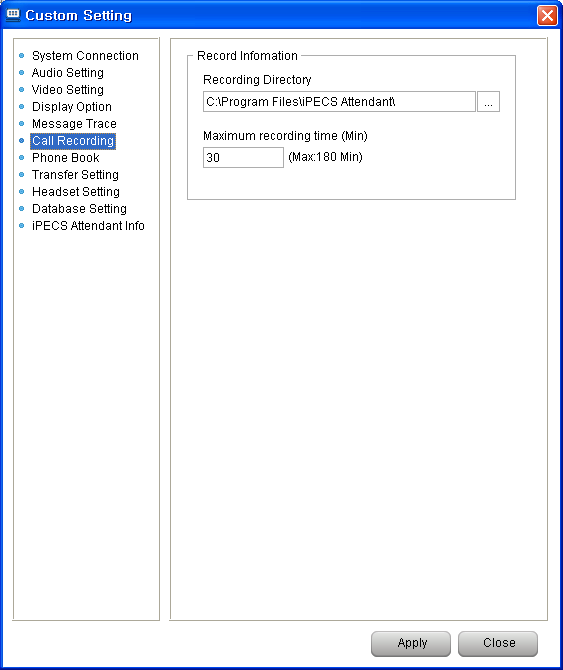 Custom Setting
System Connection
Audio Setting
Video Setting
Display Option
Message Trace
Call Recording
Phone Book
Transfer Setting
Headset Setting
Database Setting
iPECS Attendant Info
Record Infomation
Recording Directory
C:\Program Files\iPECS Attendant\ ...
Maximum recording time (Min)
30 (Max:180 Min)
Apply Close